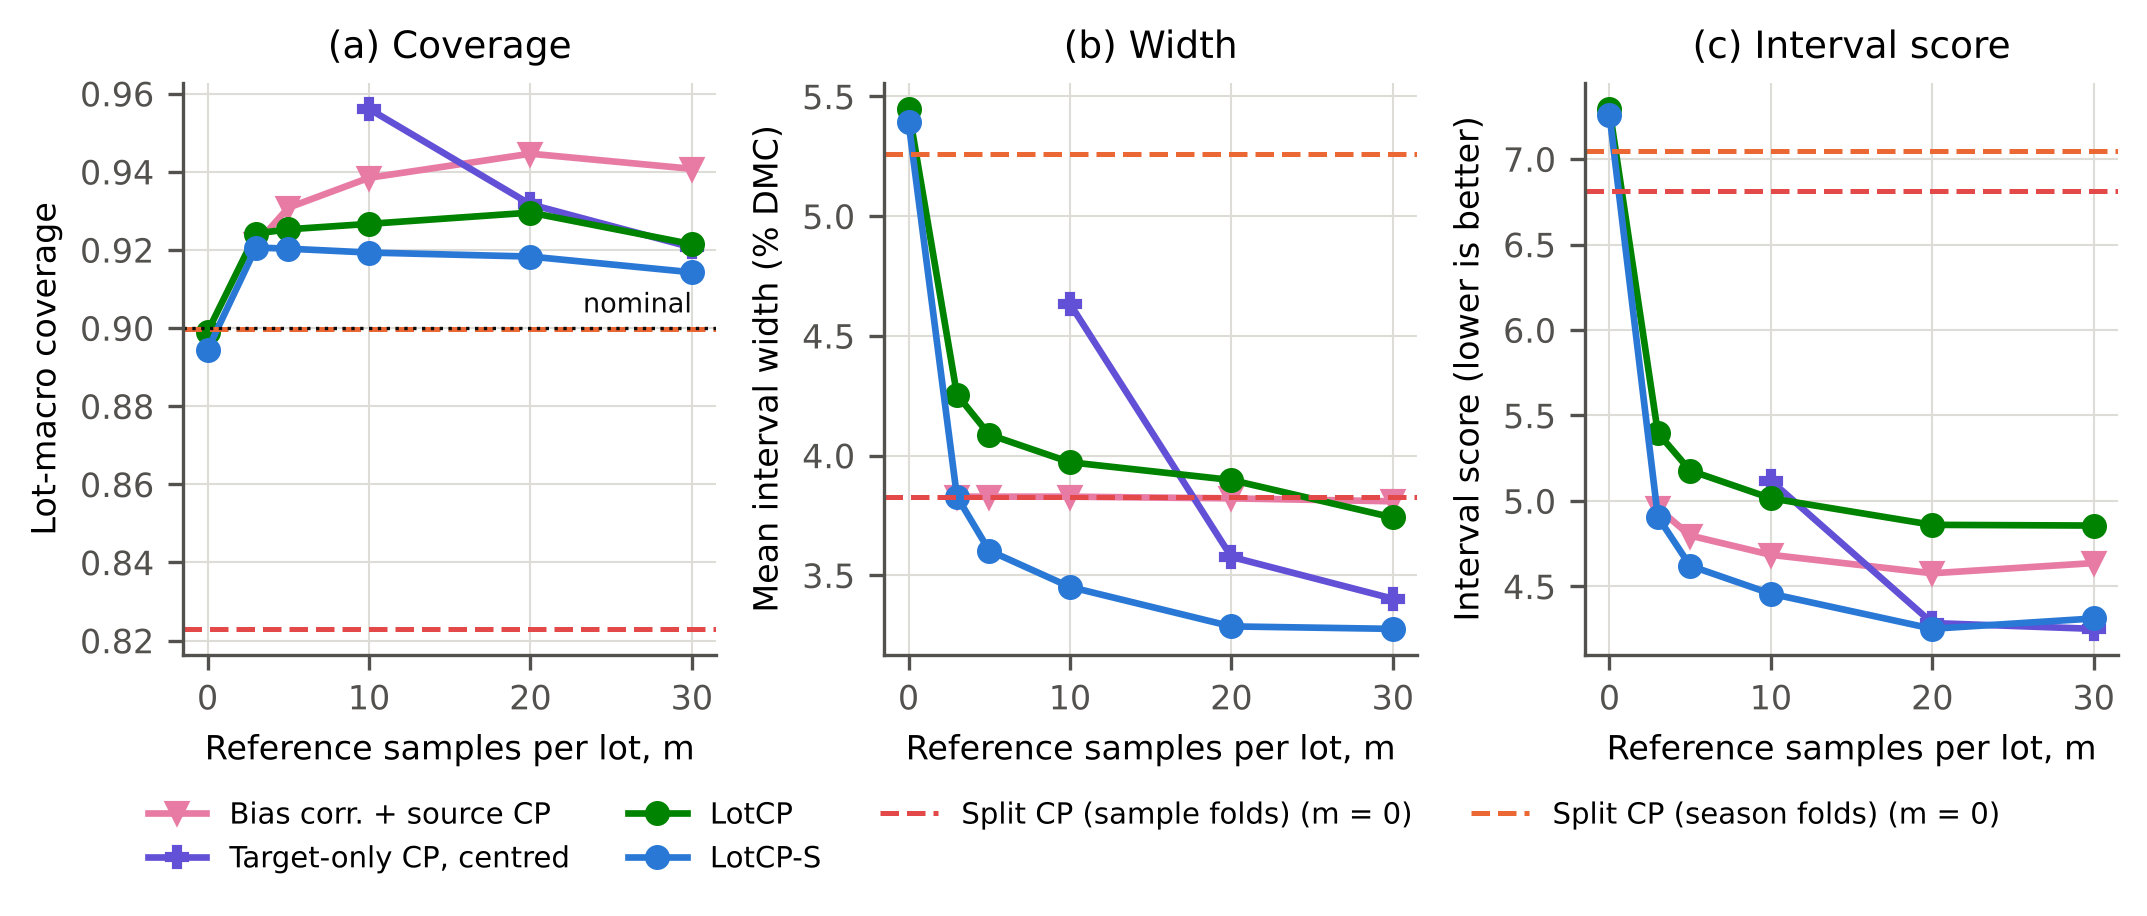 (a) Coverage
(b) Width
(c) Interval score
Lot-macro coverage
0.96
0.94
0.92
0.90
0.88
0.86
0.84
0.82
nominal
0
10
20
30
Reference samples per lot, m
Mean interval width (% DMC)
5.5
5.0
4.5
4.0
3.5
0
10
20
30
Reference samples per lot, m
Interval score (lower is better)
7.0
6.5
6.0
5.5
5.0
4.5
0
10
20
30
Reference samples per lot, m
Bias corr. + source CP
Target-only CP, centred
LotCP
LotCP-S
Split CP (sample folds) (m = 0)
Split CP (season folds) (m = 0)